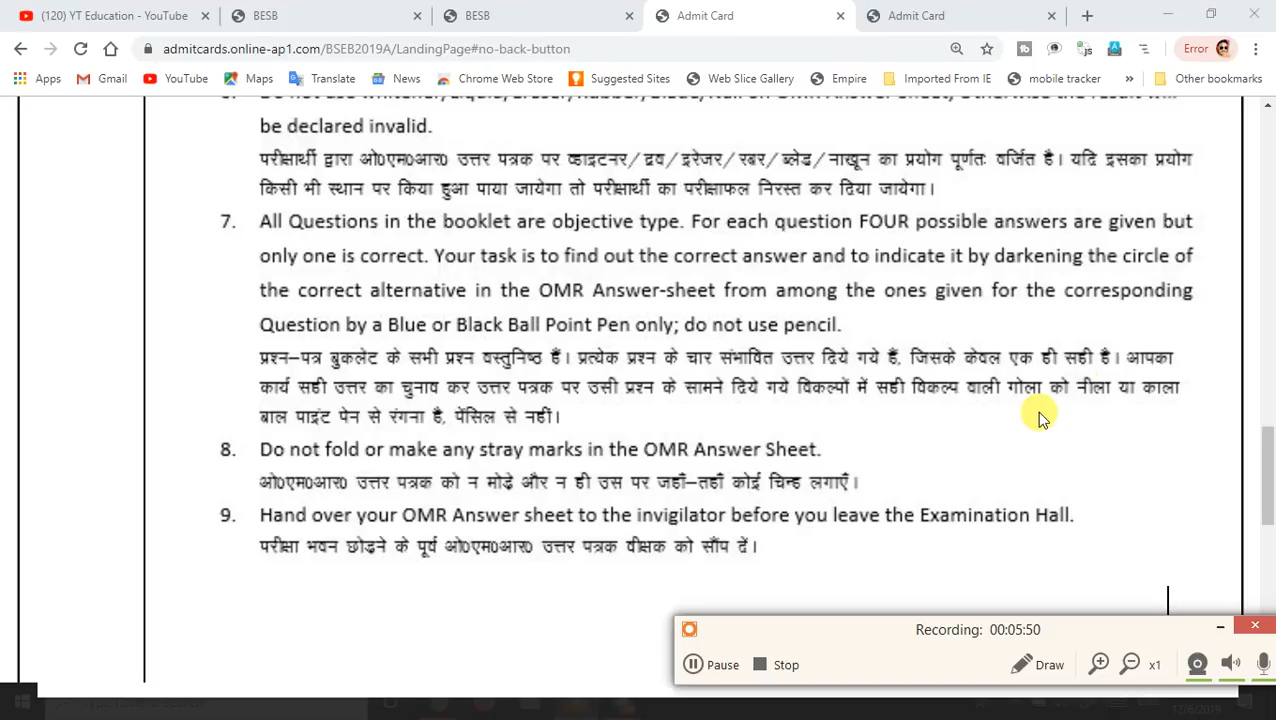 (120) YT Education - YouTube
BESB
BESB
Admit Card
Admit Card
admitcards.online-ap1.com/BSEB2019A/LandingPage#no-back-button
Error
Apps
Gmail
YouTube
Maps
Translate
News
Chrome Web Store
Suggested Sites
Web Slice Gallery
Empire
Imported From IE
mobile tracker
»
Other bookmarks
be declared invalid.
परीक्षार्थी द्वारा ओ0एम0आर0 उत्तर पत्रक पर व्हाइटनर/द्रव/इरेजर/रबर/ब्लेड/नाखून का प्रयोग पूर्णतः वर्जित है। यदि इसका प्रयोग
किसी भी स्थान पर किया हुआ पाया जायेगा तो परीक्षार्थी का परीक्षाफल निरस्त कर दिया जायेगा।
7. All Questions in the booklet are objective type. For each question FOUR possible answers are given but
only one is correct. Your task is to find out the correct answer and to indicate it by darkening the circle of
the correct alternative in the OMR Answer-sheet from among the ones given for the corresponding
Question by a Blue or Black Ball Point Pen only; do not use pencil.
प्रश्न–पत्र बुकलेट के सभी प्रश्न वस्तुनिष्ठ हैं। प्रत्येक प्रश्न के चार संभावित उत्तर दिये गये हैं, जिसके केवल एक ही सही है। आपका
कार्य सही उत्तर का चुनाव कर उत्तर पत्रक पर उसी प्रश्न के सामने दिये गये विकल्पों में सही विकल्प वाली गोला को नीला या काला
बाल पाइंट पेन से रंगना है, पेंसिल से नहीं।
8. Do not fold or make any stray marks in the OMR Answer Sheet.
ओ0एम0आर0 उत्तर पत्रक को न मोड़े और न ही उस पर जहाँ–तहाँ कोई चिन्ह लगाएँ।
9. Hand over your OMR Answer sheet to the invigilator before you leave the Examination Hall.
परीक्षा भवन छोड़ने के पूर्व ओ0एम0आर0 उत्तर पत्रक वीक्षक को सौंप दें।
Recording: 00:05:50
Pause
Stop
Draw
x1
12/6/2019